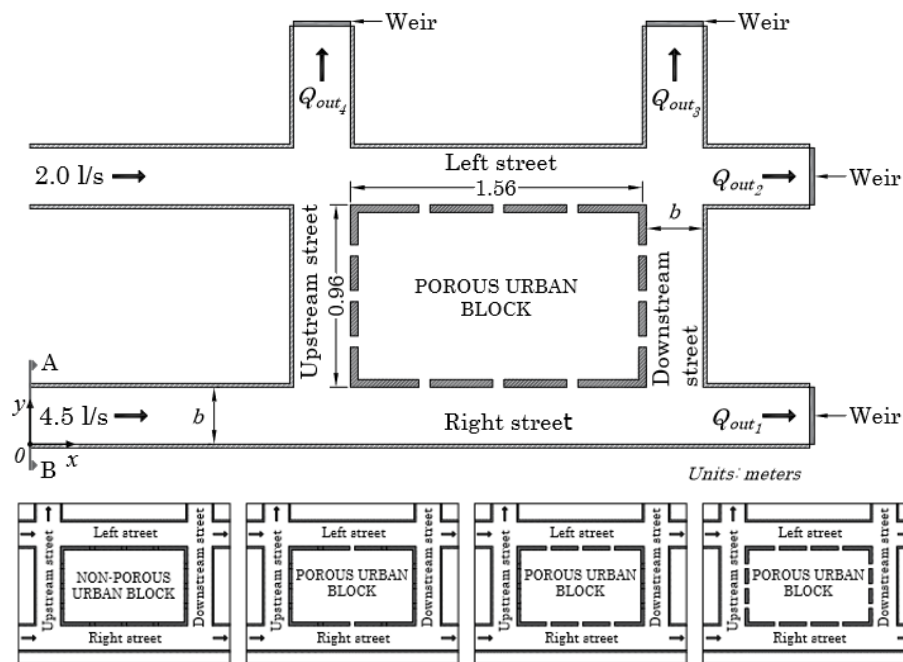 Weir
Weir
Q_out4
Q_out3
2.0 l/s
Left street
1.56
Q_out2
Weir
b
Upstream street
0.96
POROUS URBAN
BLOCK
Downstream
street
A
y
4.5 l/s
b
Right street
Q_out1
Weir
0
x
B
Units: meters
Upstream street
Left street
NON-POROUS
URBAN BLOCK
Downstream street
Right street
Upstream street
Left street
POROUS URBAN
BLOCK
Downstream street
Right street
Upstream street
Left street
POROUS URBAN
BLOCK
Downstream street
Right street
Upstream street
Left street
POROUS URBAN
BLOCK
Downstream street
Right street